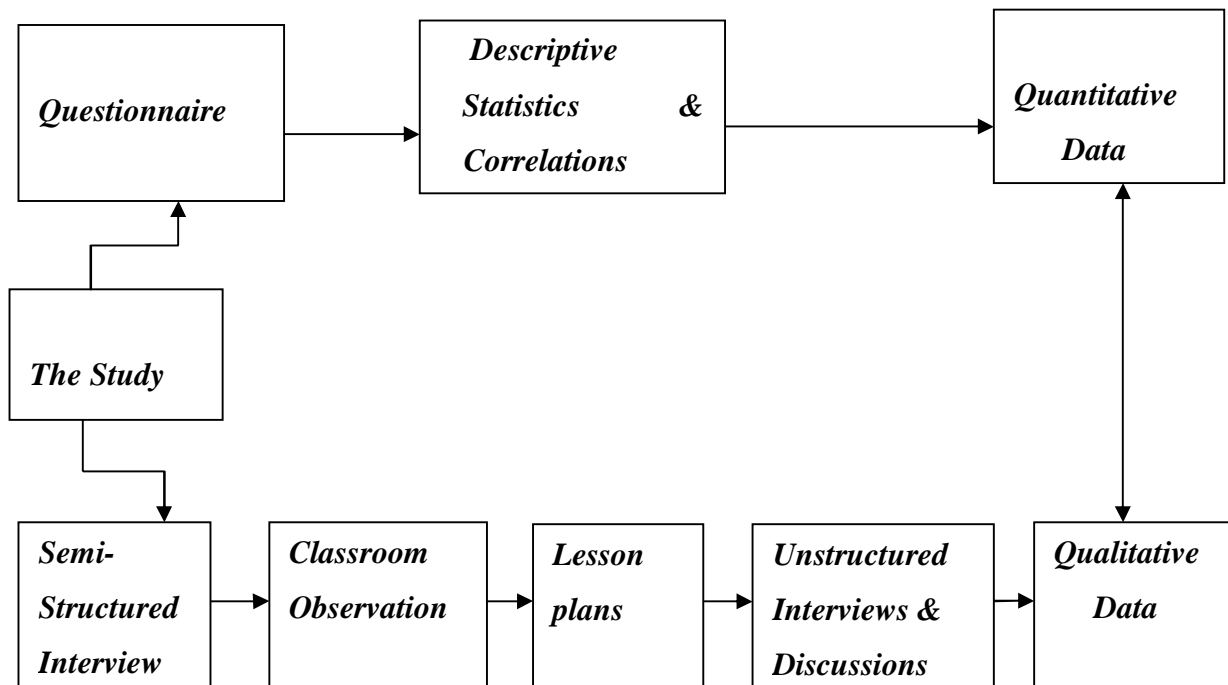 Questionnaire
Descriptive
Statistics &
Correlations
Quantitative
Data
The Study
Semi-
Structured
Interview
Classroom
Observation
Lesson
plans
Unstructured
Interviews &
Discussions
Qualitative
Data